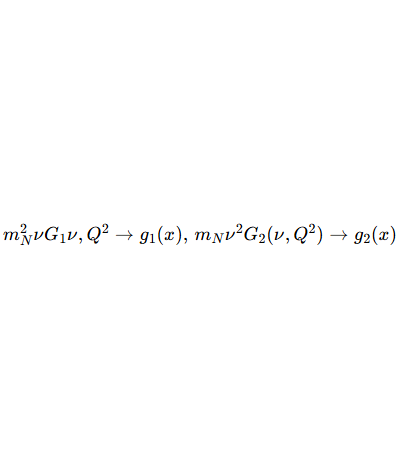 $m_N^2 \nu G_1 \nu, Q^2 \to g_1(x), \, m_N \nu^2 G_2(\nu, Q^2) \to g_2(x)$